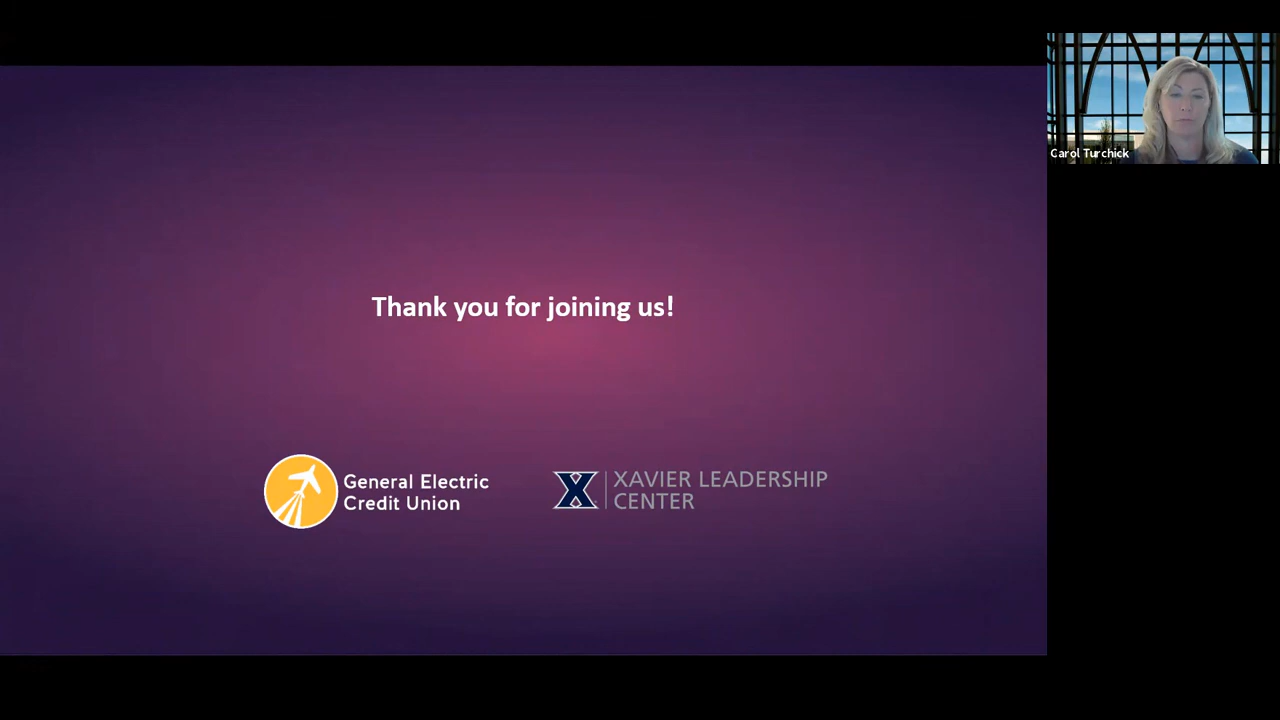 Thank you for joining us!
General Electric
Credit Union
XAVIER LEADERSHIP
CENTER
Carol Turchick